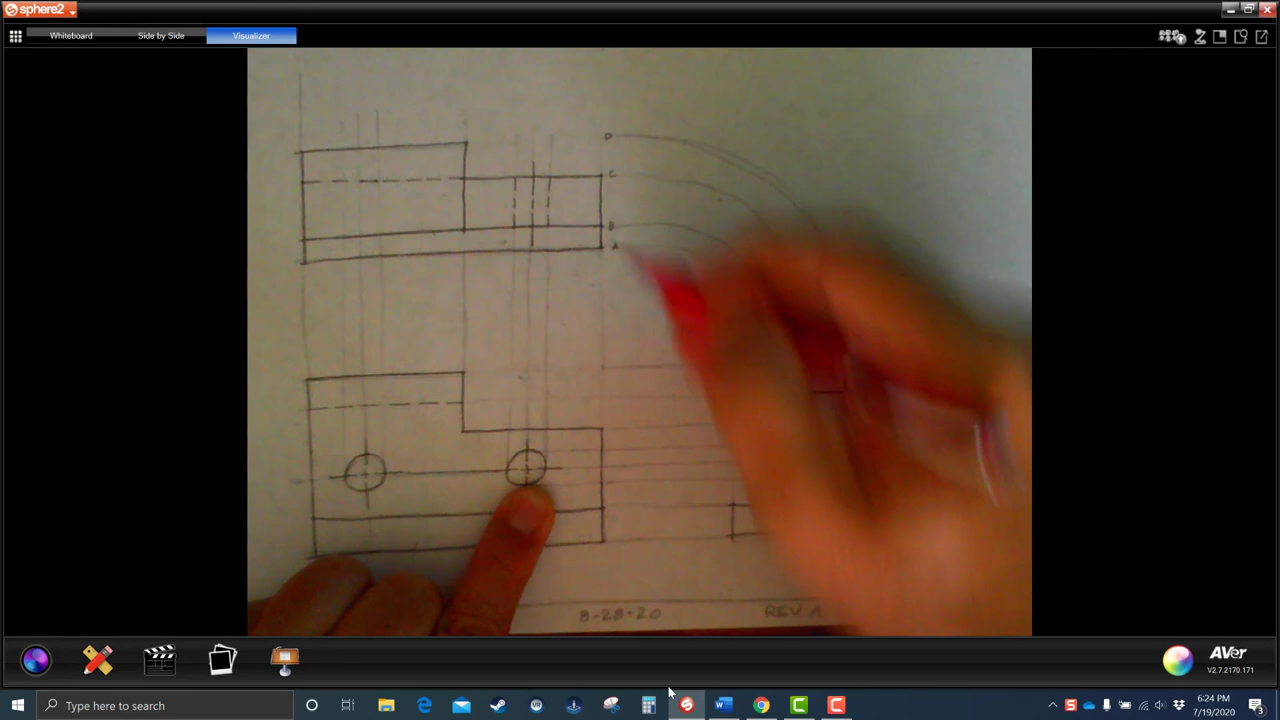 sphere2
Whiteboard
Side by Side
Visualizer
D
C
B
A
8-28-20
REV A
AVer
V2.7.2170.171
Type here to search
6:24 PM
7/19/2020
3